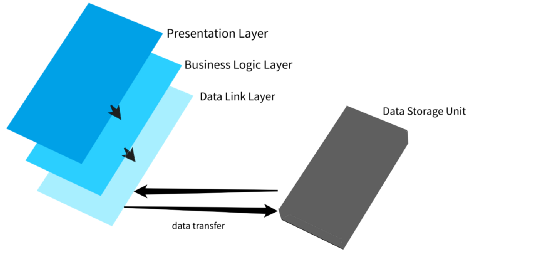 Presentation Layer
Business Logic Layer
Data Link Layer
Data Storage Unit
data transfer